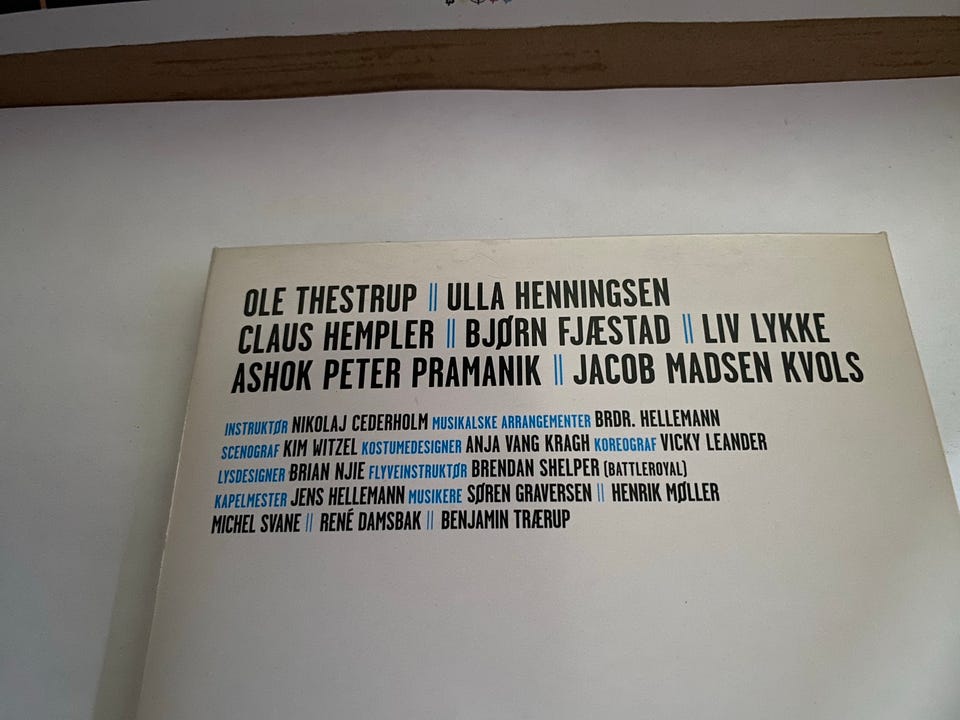 OLE THESTRUP || ULLA HENNINGSEN
CLAUS HEMPLER || BJØRN FJÆSTAD || LIV LYKKE
ASHOK PETER PRAMANIK || JACOB MADSEN KVOLS
INSTRUKTØR NIKOLAJ CEDERHOLM MUSIKALSKE ARRANGEMENTER BRDR. HELLEMANN
SCENOGRAF KIM WITZEL KOSTUMEDESIGNER ANJA VANG KRAGH KOREOGRAF VICKY LEANDER
LYSDESIGNER BRIAN NJIE FLYVEINSTRUKTØR BRENDAN SHELPER (BATTLEROYAL)
KAPELMESTER JENS HELLEMANN MUSIKERE SØREN GRAVERSEN || HENRIK MØLLER
MICHEL SVANE || RENÉ DAMSBAK || BENJAMIN TRÆRUP